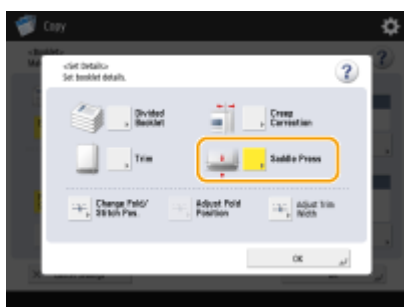 Copy
<Set Details>
Set booklet details.
?
Divided
Booklet
Creep
Correction
Trim
Saddle Press
Change Fold/
Stitch Pos.
Adjust Fold
Position
Adjust Trim
Width
OK